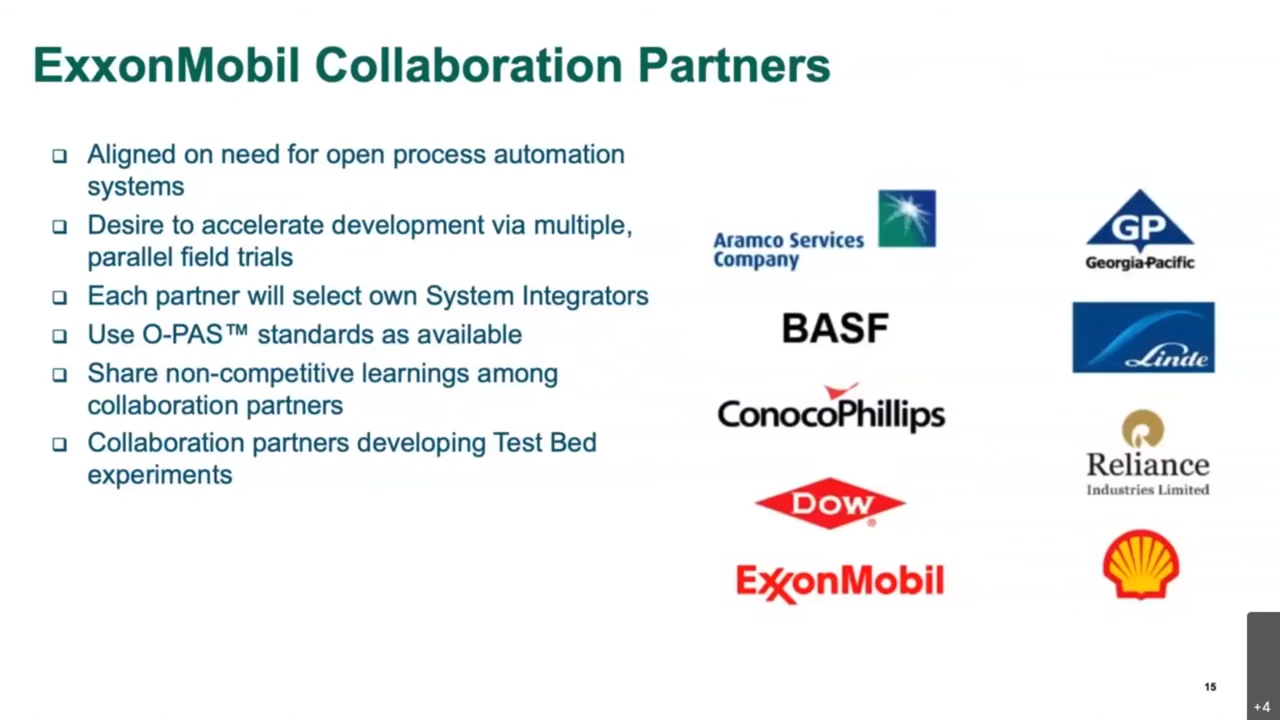 ExxonMobil Collaboration Partners
❑ Aligned on need for open process automation
systems
❑ Desire to accelerate development via multiple,
parallel field trials
❑ Each partner will select own System Integrators
❑ Use O-PAS™ standards as available
❑ Share non-competitive learnings among
collaboration partners
❑ Collaboration partners developing Test Bed
experiments
Aramco Services
Company
BASF
ConocoPhillips
DOW®
ExxonMobil
GP
Georgia-Pacific
Linde
Reliance
Industries Limited
15
+4